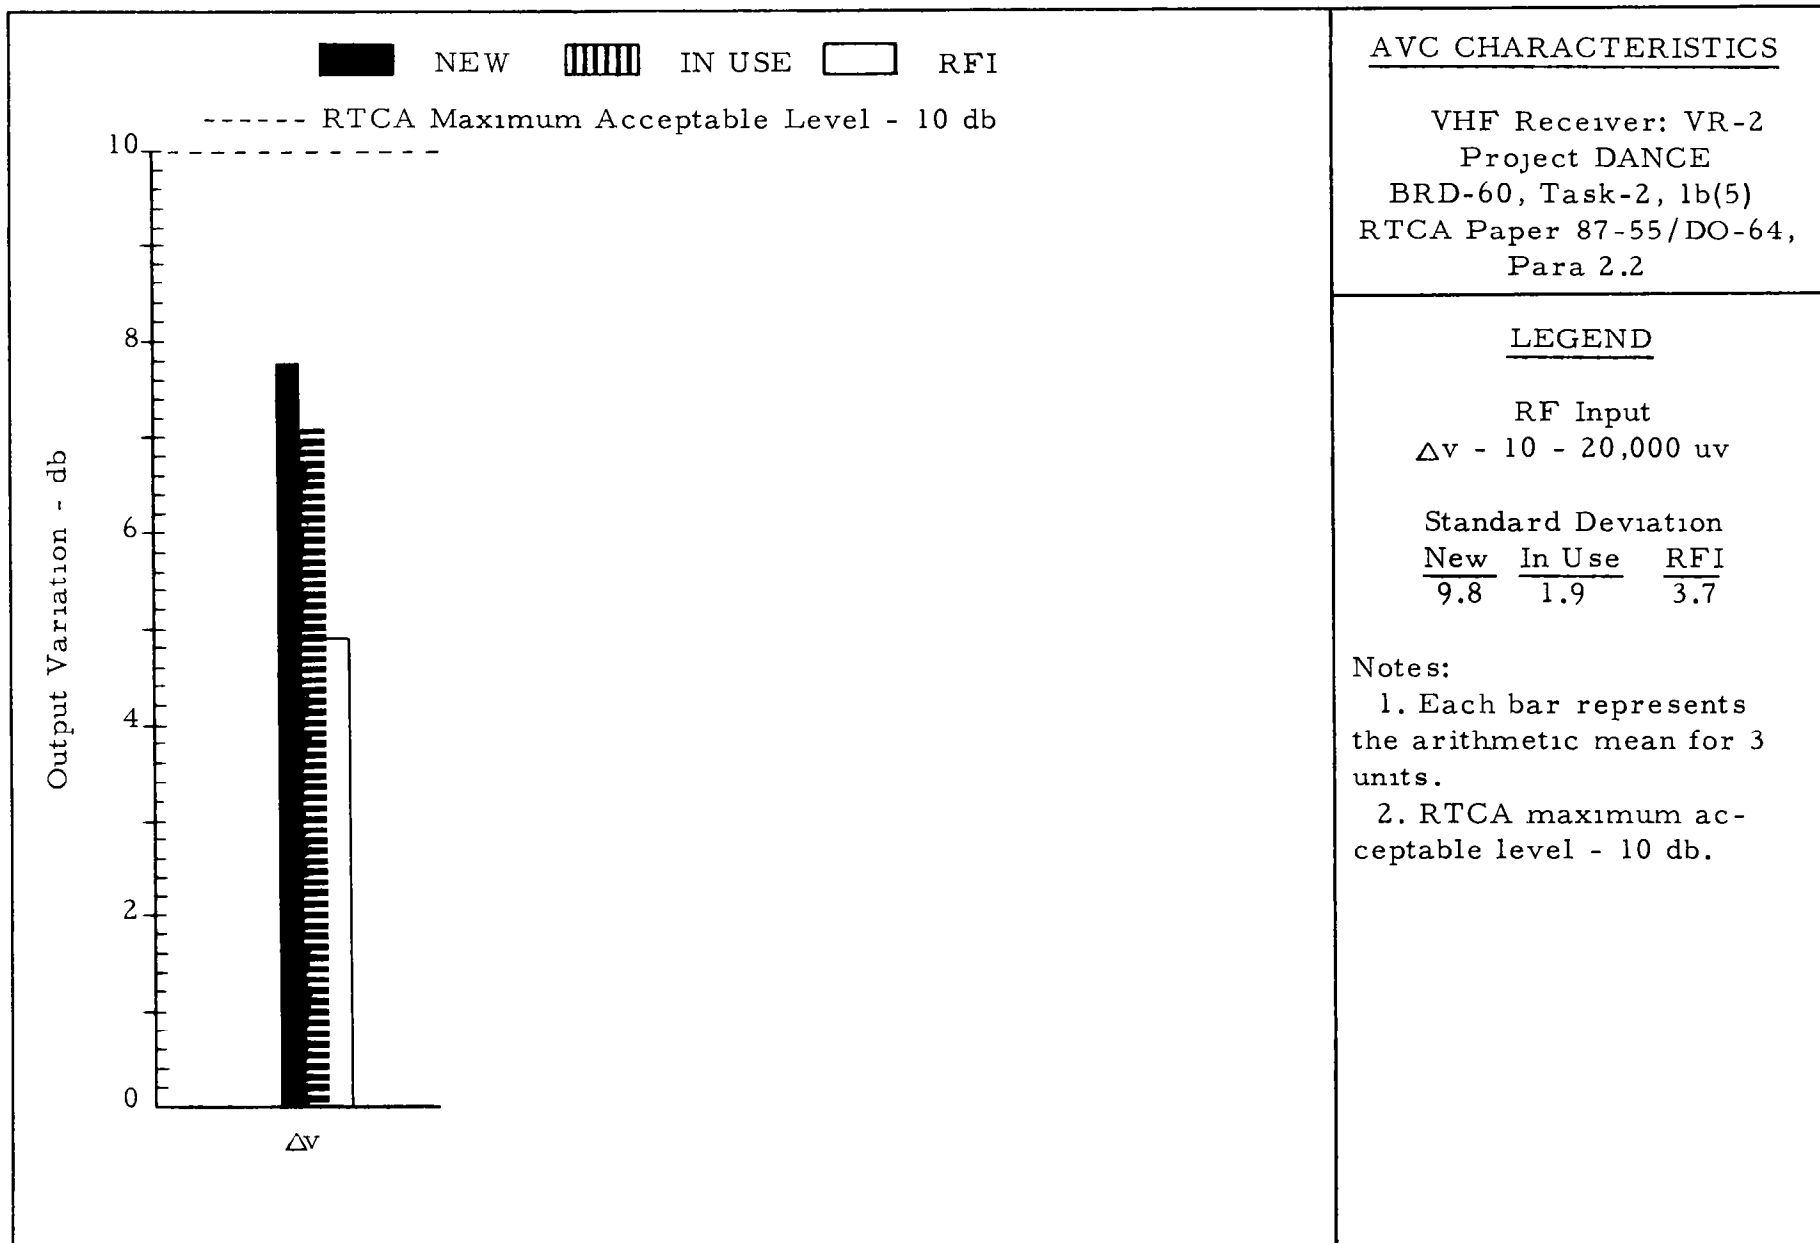 NEW IN USE RFI
------ RTCA Maximum Acceptable Level - 10 db
10
8
6
4
2
0
Output Variation - db
△v
AVC CHARACTERISTICS
VHF Receiver: VR-2
Project DANCE
BRD-60, Task-2, 1b(5)
RTCA Paper 87-55/DO-64,
Para 2.2
LEGEND
RF Input
△v - 10 - 20,000 uv
Standard Deviation
New In Use RFI
9.8 1.9 3.7
Notes:
1. Each bar represents
the arithmetic mean for 3
units.
2. RTCA maximum ac-
ceptable level - 10 db.